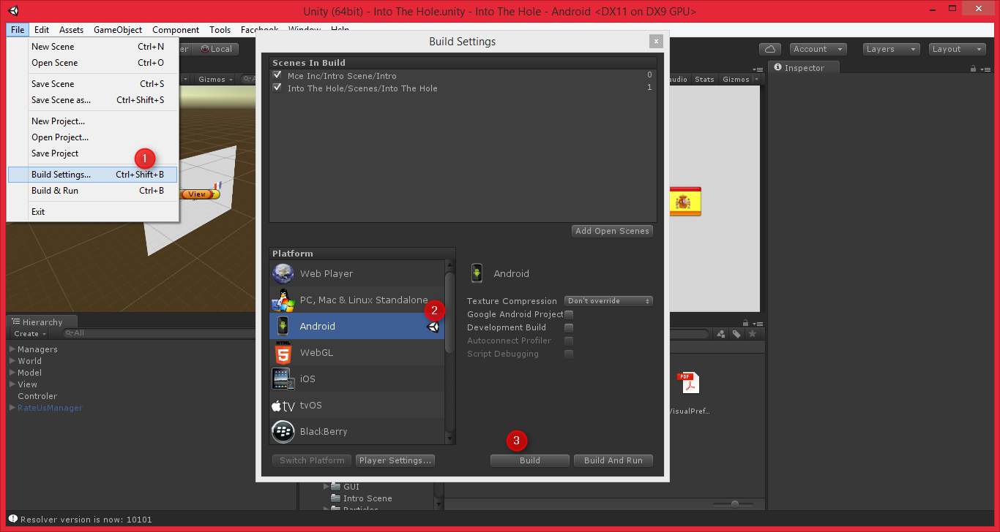 Unity (64bit) - Into The Hole.unity - Into The Hole - Android <DX11 on DX9 GPU>
File Edit Assets GameObject Component Tools Facebook Window Help
New Scene Ctrl+N
Open Scene Ctrl+O
Save Scene Ctrl+S
Save Scene as... Ctrl+Shift+S
New Project...
Open Project...
Save Project
1
Build Settings... Ctrl+Shift+B
Build & Run Ctrl+B
Exit
Local
Gizmos
View
Build Settings
Scenes In Build
Mce Inc/Intro Scene/Intro 0
Into The Hole/Scenes/Into The Hole 1
Add Open Scenes
Platform
Web Player
PC, Mac & Linux Standalone
2
Android
HTML
5
WebGL
iOS
tv tvOS
BlackBerry
Android
Texture Compression Don't override
Google Android Project
Development Build
Autoconnect Profiler
Script Debugging
3
Switch Platform Player Settings... Build Build And Run
Account Layers Layout
Stats Gizmos
Inspector
Hierarchy
Create All
Managers
World
Model
View
Controler
RateUsManager
PDF
VisualPref...
GUI
Intro Scene
Particles
Resolver version is now: 10101